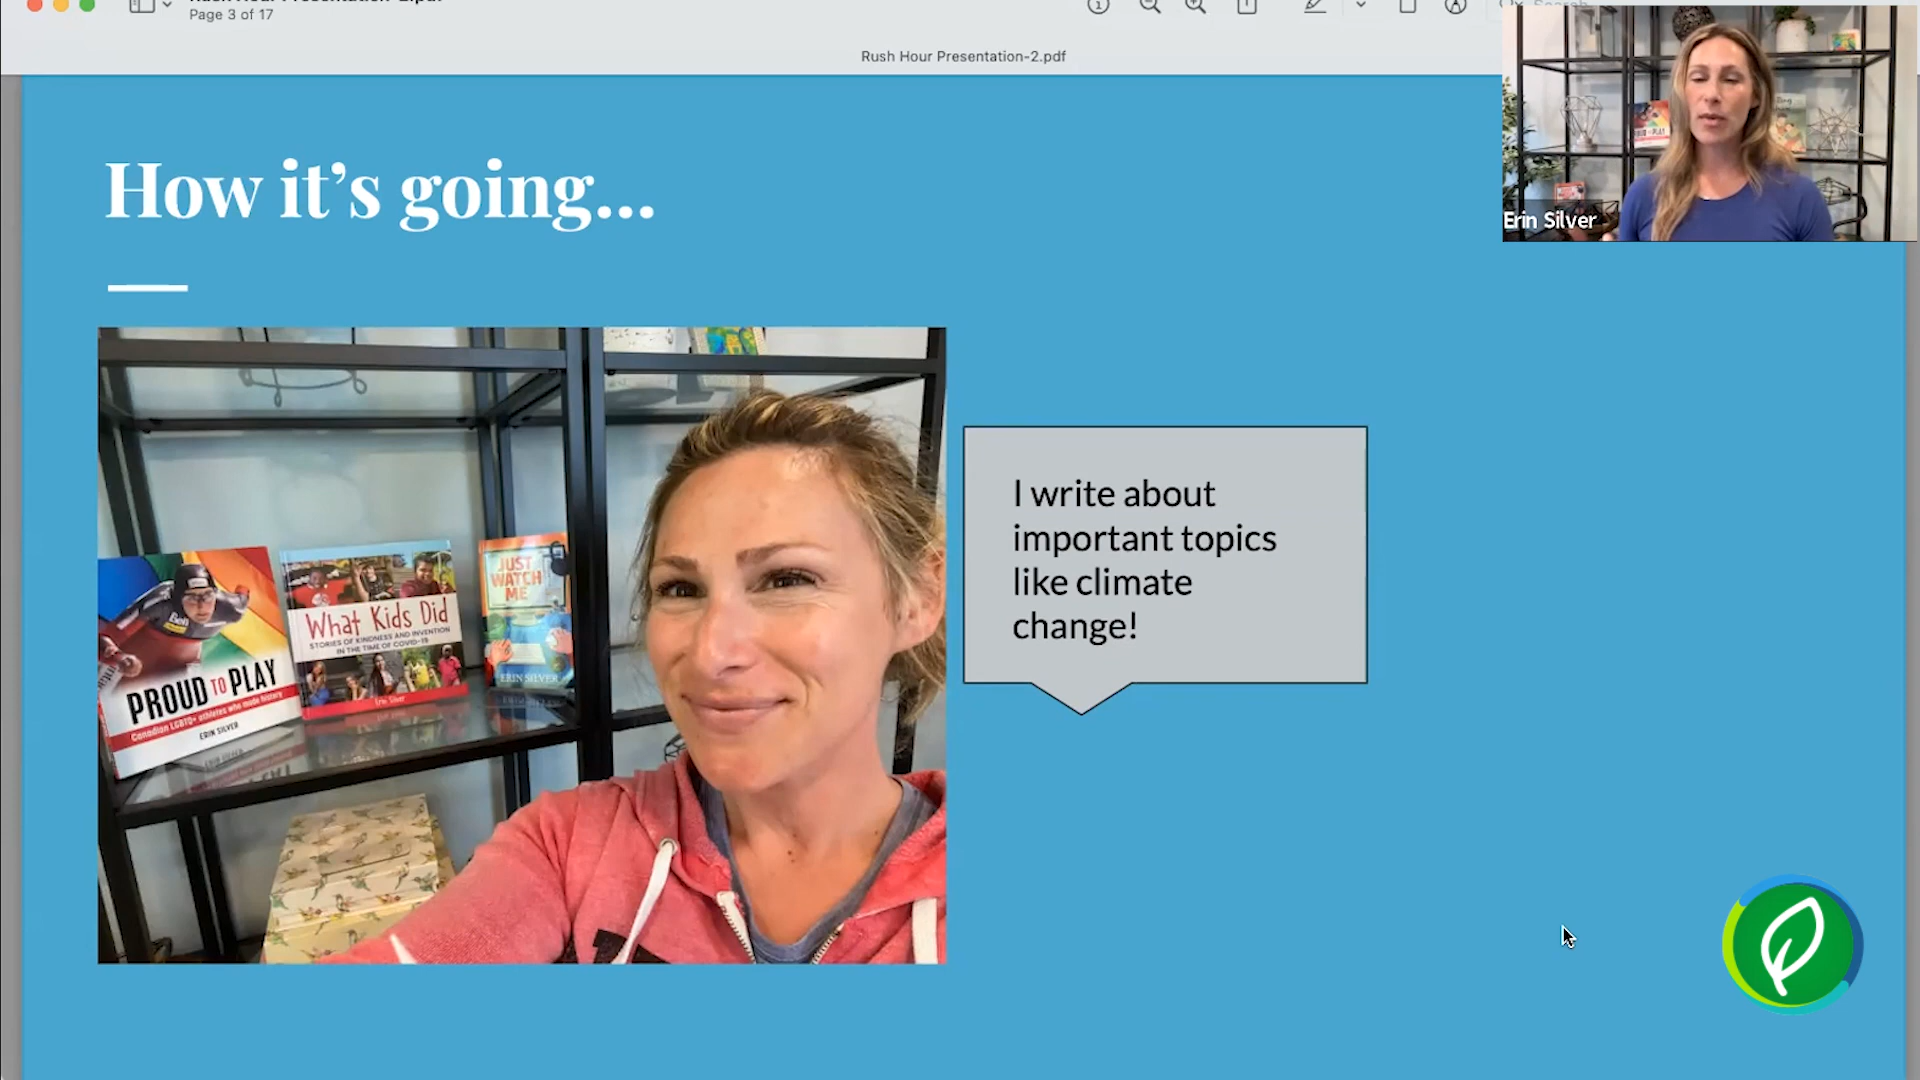 Page 3 of 17
Search
Rush Hour Presentation-2.pdf
Erin Silver
How it's going...
I write about
important topics
like climate
change!
PROUD TO PLAY
Canadian LGBTQ+ athletes who made history
ERIN SILVER
Bell
What Kids Did
STORIES OF KINDNESS AND INVENTION
IN THE TIME OF COVID-19
Erin Silver
JUST
WATCH
ME
ERIN SILVER